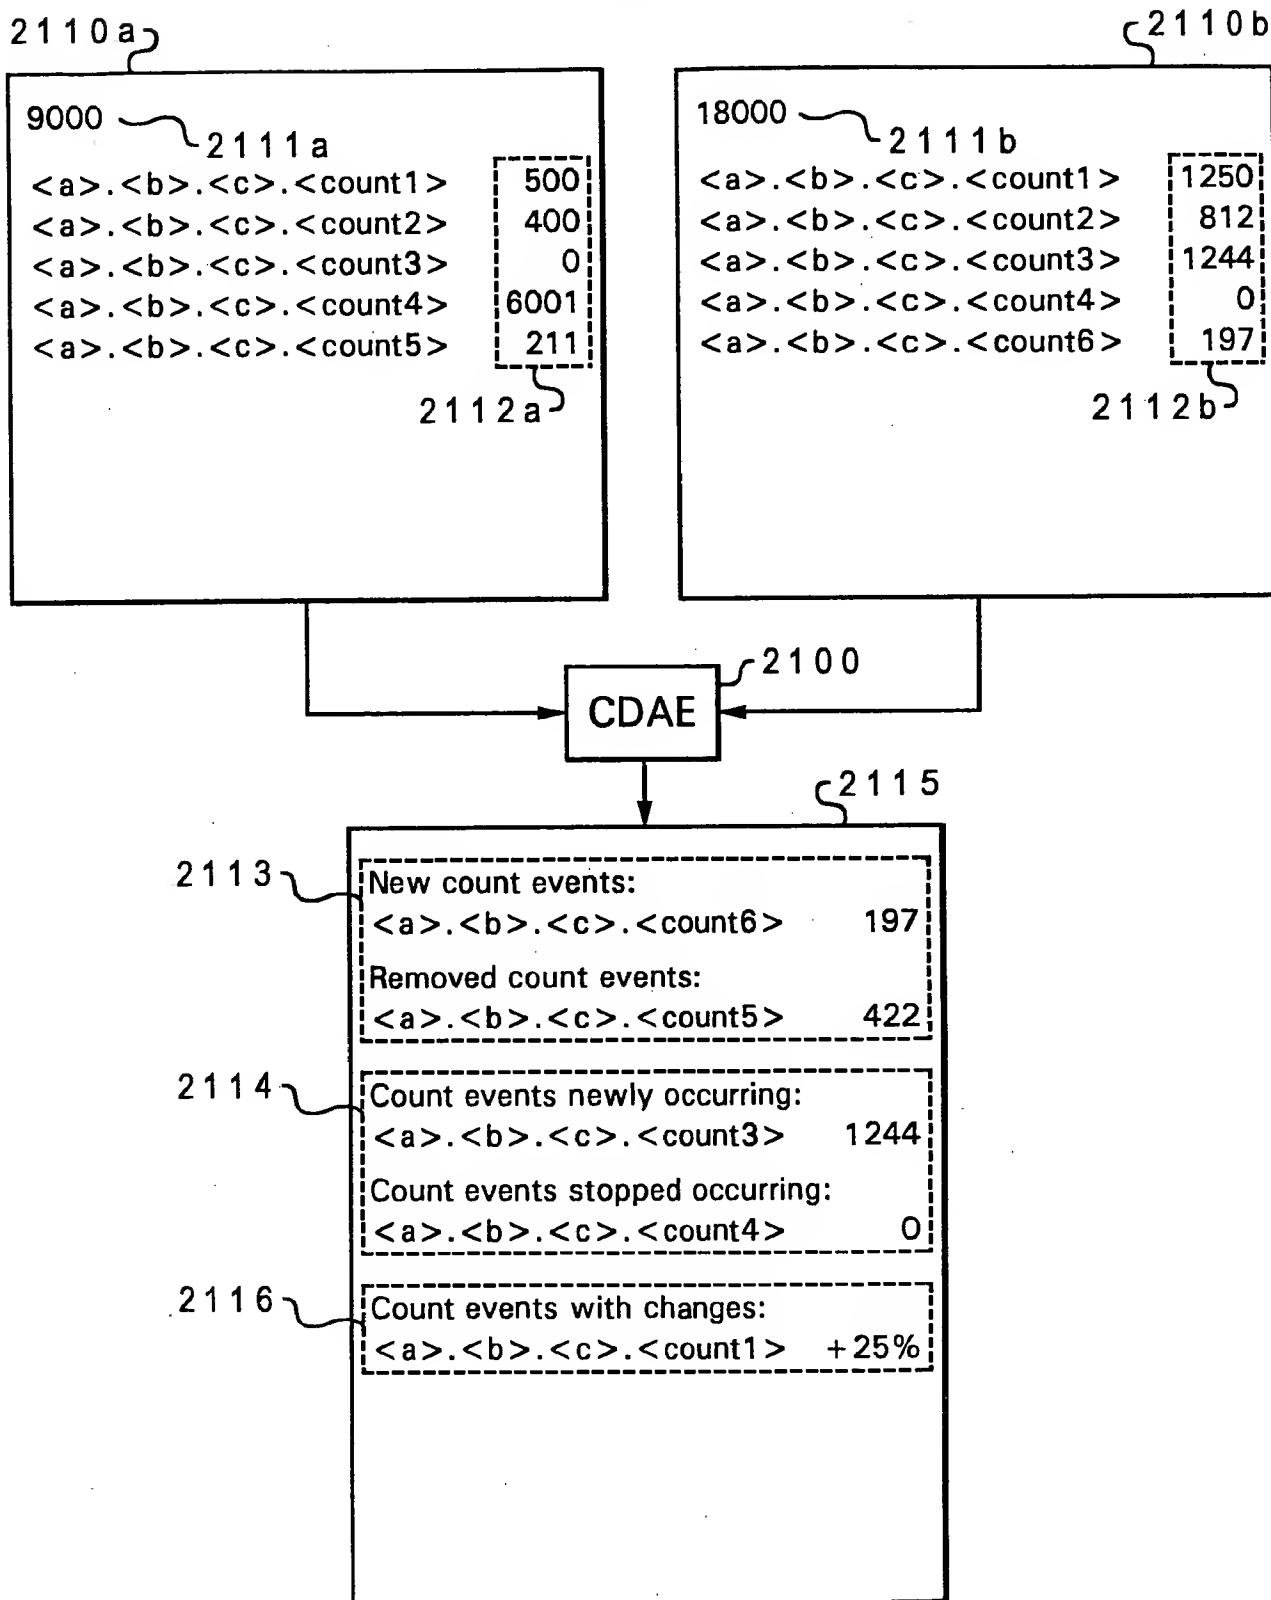 2110a
9000
2111a
<a>.<b>.<c>.<count1> 500
<a>.<b>.<c>.<count2> 400
<a>.<b>.<c>.<count3> 0
<a>.<b>.<c>.<count4> 6001
<a>.<b>.<c>.<count5> 211
2112a
2110b
18000
2111b
<a>.<b>.<c>.<count1> 1250
<a>.<b>.<c>.<count2> 812
<a>.<b>.<c>.<count3> 1244
<a>.<b>.<c>.<count4> 0
<a>.<b>.<c>.<count6> 197
2112b
2100
CDAE
2115
2113
New count events:
<a>.<b>.<c>.<count6> 197
Removed count events:
<a>.<b>.<c>.<count5> 422
2114
Count events newly occurring:
<a>.<b>.<c>.<count3> 1244
Count events stopped occurring:
<a>.<b>.<c>.<count4> 0
2116
Count events with changes:
<a>.<b>.<c>.<count1> +25%